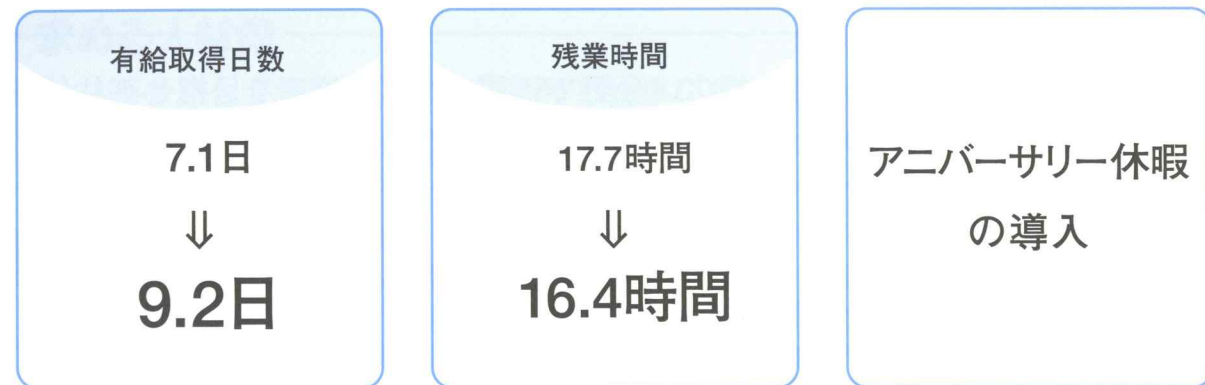 有給取得日数
7.1日
⇓
9.2日
残業時間
17.7時間
⇓
16.4時間
アニバーサリー休暇
の導入